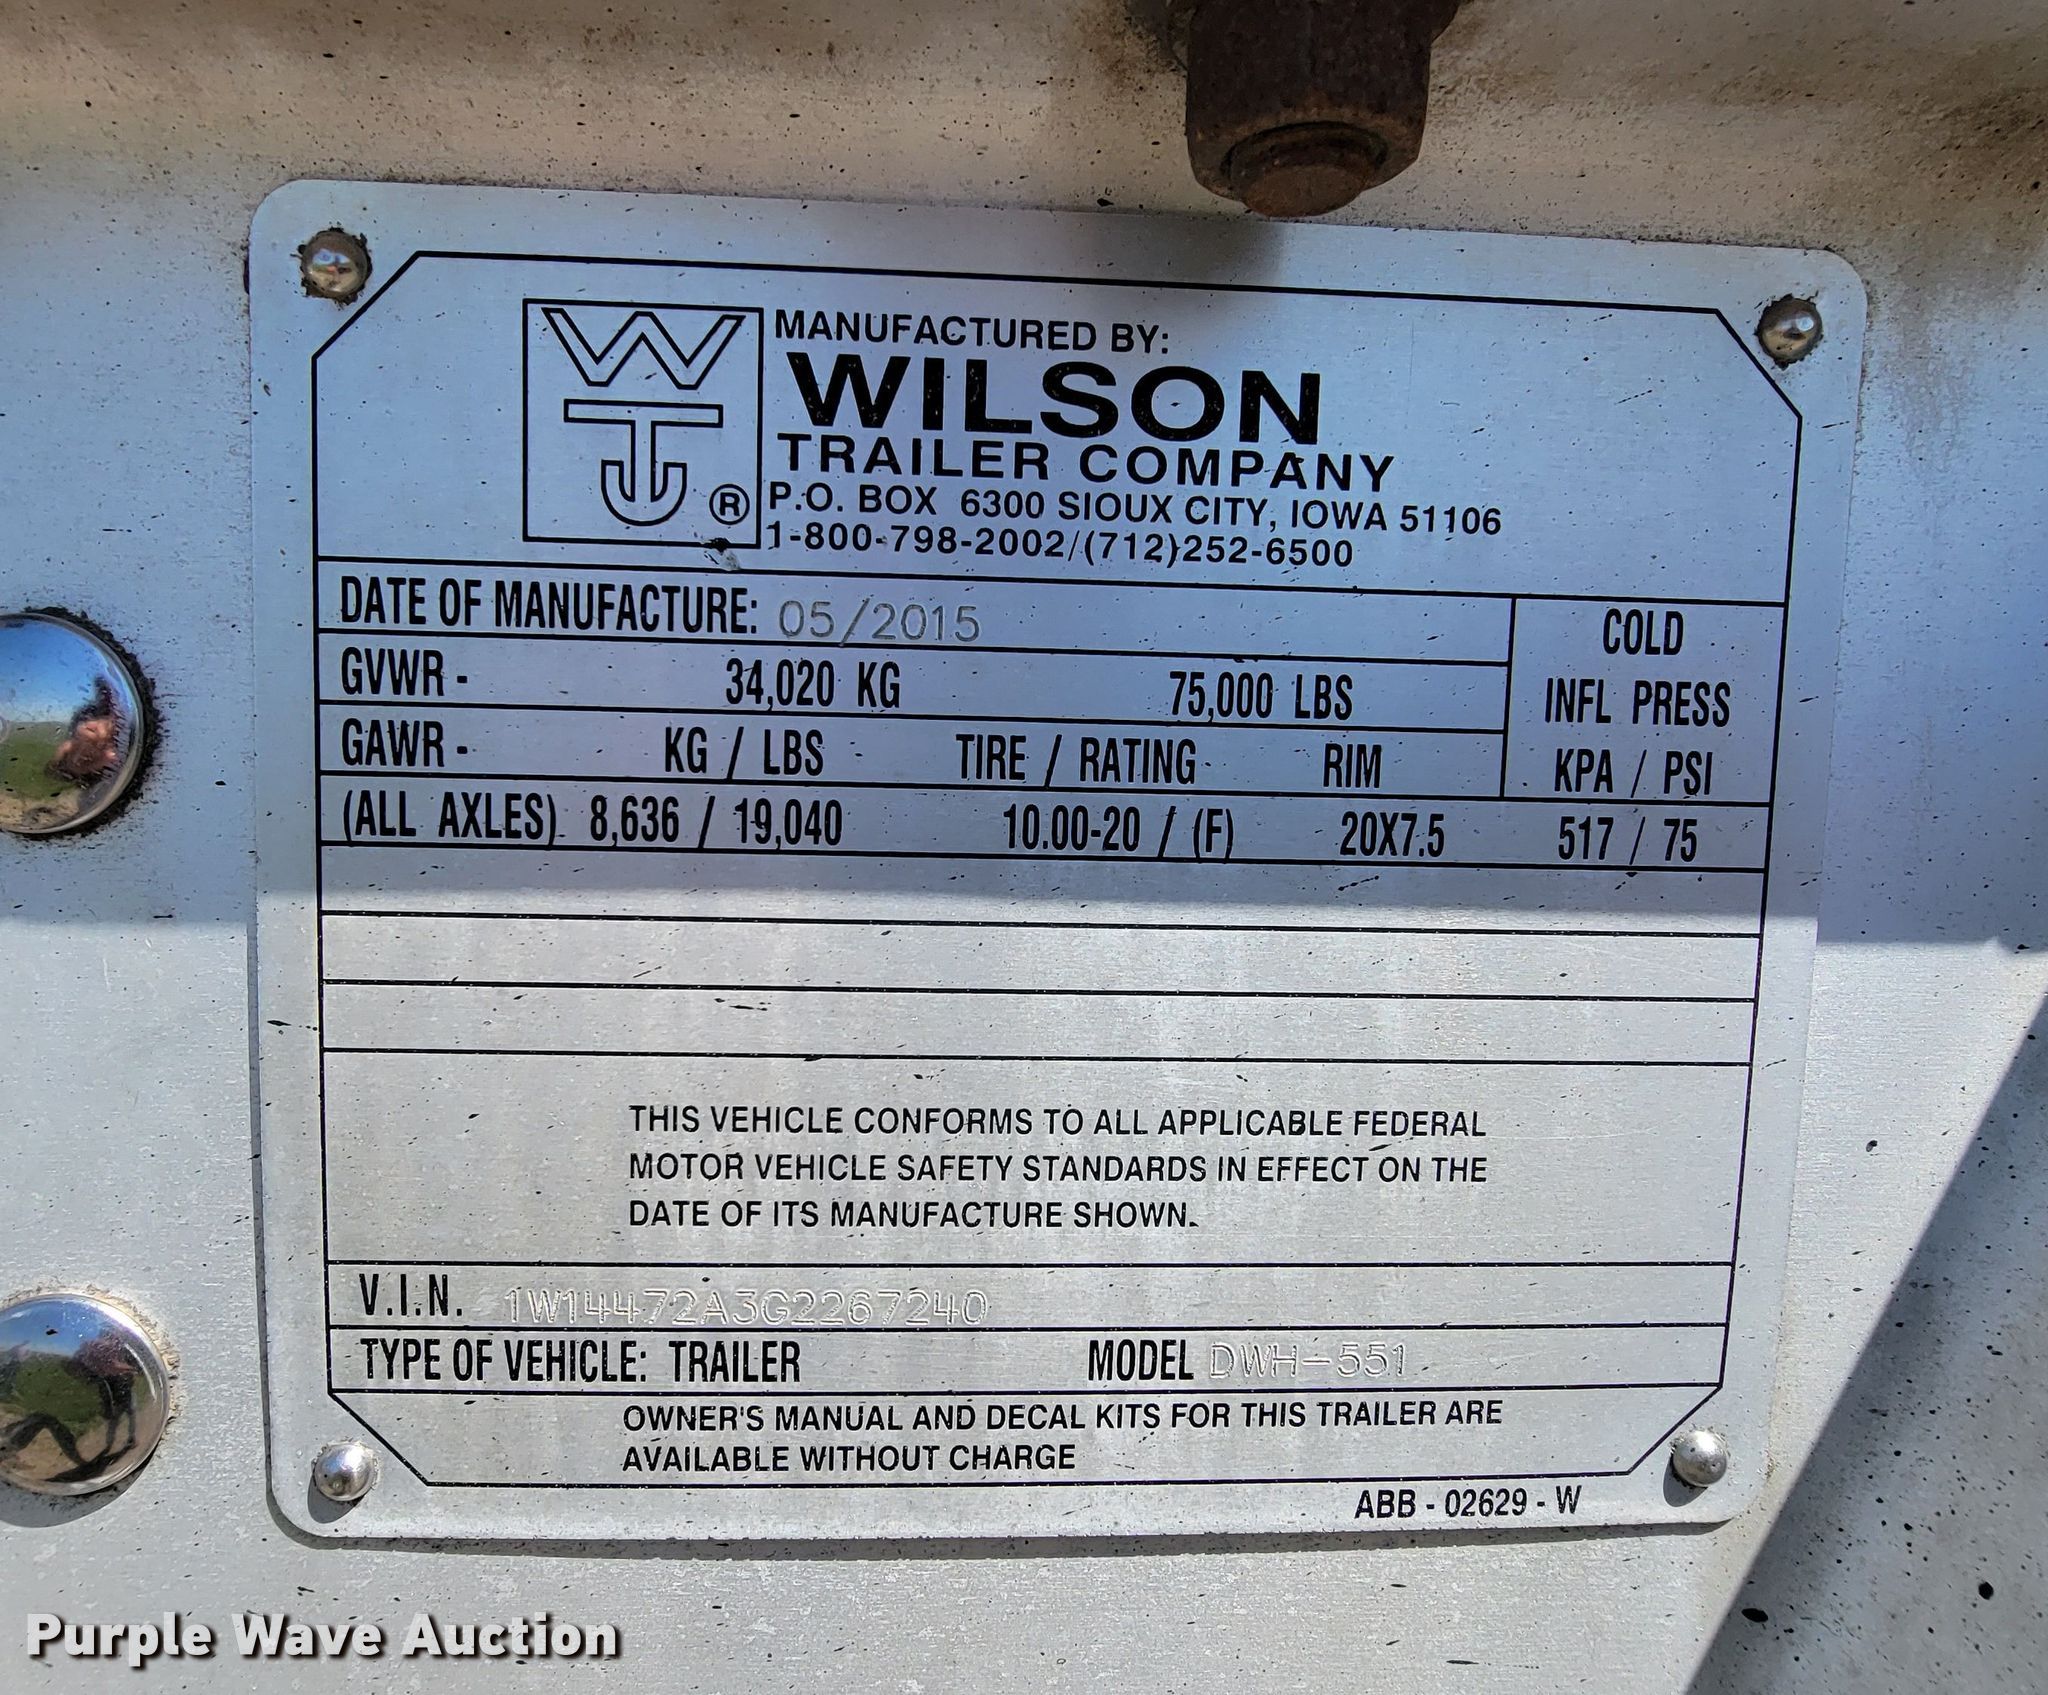 WTJ ®
MANUFACTURED BY:
WILSON
TRAILER COMPANY
P.O. BOX 6300 SIOUX CITY, IOWA 51106
1-800-798-2002/(712)252-6500
DATE OF MANUFACTURE: 05/2015
COLD
INFL PRESS
KPA / PSI
GVWR - 34,020 KG 75,000 LBS
GAWR - KG / LBS TIRE / RATING RIM
(ALL AXLES) 8,636 / 19,040 10.00-20 / (F) 20X7.5 517 / 75
THIS VEHICLE CONFORMS TO ALL APPLICABLE FEDERAL
MOTOR VEHICLE SAFETY STANDARDS IN EFFECT ON THE
DATE OF ITS MANUFACTURE SHOWN.
V.I.N. 1W14472A3G2267240
TYPE OF VEHICLE: TRAILER MODEL DWH-551
OWNER'S MANUAL AND DECAL KITS FOR THIS TRAILER ARE
AVAILABLE WITHOUT CHARGE
ABB - 02629 - W
Purple Wave Auction